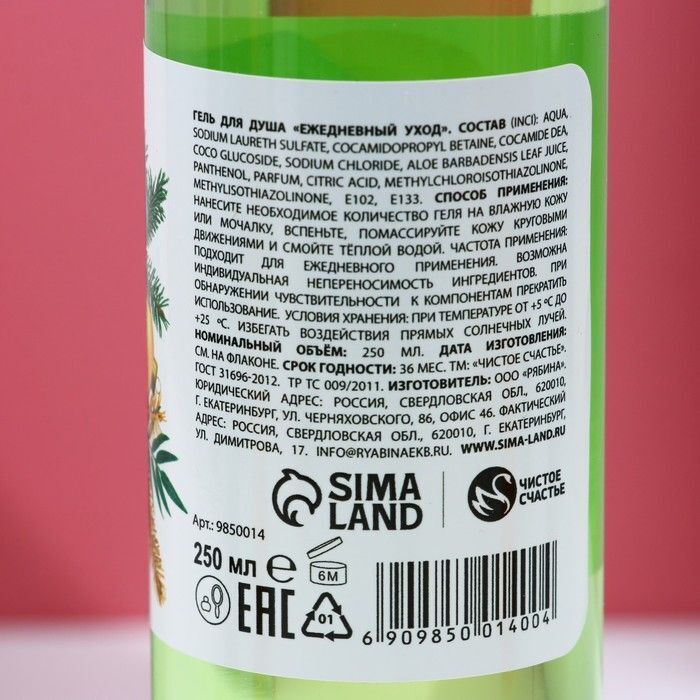 ГЕЛЬ ДЛЯ ДУША «ЕЖЕДНЕВНЫЙ УХОД». СОСТАВ (INCI): AQUA,
SODIUM LAURETH SULFATE, COCAMIDOPROPYL BETAINE, COCAMIDE DEA,
COCO GLUCOSIDE, SODIUM CHLORIDE, ALOE BARBADENSIS LEAF JUICE,
PANTHENOL, PARFUM, CITRIC ACID, METHYLCHLOROISOTHIAZOLINONE,
METHYLISOTHIAZOLINONE, E102, E133. СПОСОБ ПРИМЕНЕНИЯ:
НАНЕСИТЕ НЕОБХОДИМОЕ КОЛИЧЕСТВО ГЕЛЯ НА ВЛАЖНУЮ КОЖУ
ИЛИ МОЧАЛКУ, ВСПЕНЬТЕ, ПОМАССИРУЙТЕ КОЖУ КРУГОВЫМИ
ДВИЖЕНИЯМИ И СМОЙТЕ ТЁПЛОЙ ВОДОЙ. ЧАСТОТА ПРИМЕНЕНИЯ:
ПОДХОДИТ ДЛЯ ЕЖЕДНЕВНОГО ПРИМЕНЕНИЯ. ВОЗМОЖНА
ИНДИВИДУАЛЬНАЯ НЕПЕРЕНОСИМОСТЬ ИНГРЕДИЕНТОВ. ПРИ
ОБНАРУЖЕНИИ ЧУВСТВИТЕЛЬНОСТИ К КОМПОНЕНТАМ ПРЕКРАТИТЬ
ИСПОЛЬЗОВАНИЕ. УСЛОВИЯ ХРАНЕНИЯ: ПРИ ТЕМПЕРАТУРЕ ОТ +5 °C ДО
+25 °C. ИЗБЕГАТЬ ВОЗДЕЙСТВИЯ ПРЯМЫХ СОЛНЕЧНЫХ ЛУЧЕЙ.
НОМИНАЛЬНЫЙ ОБЪЁМ: 250 МЛ. ДАТА ИЗГОТОВЛЕНИЯ:
СМ. НА ФЛАКОНЕ. СРОК ГОДНОСТИ: 36 МЕС. ТМ: «ЧИСТОЕ СЧАСТЬЕ».
ГОСТ 31696-2012. ТР ТС 009/2011. ИЗГОТОВИТЕЛЬ: ООО «РЯБИНА».
ЮРИДИЧЕСКИЙ АДРЕС: РОССИЯ, СВЕРДЛОВСКАЯ ОБЛ., 620010,
Г. ЕКАТЕРИНБУРГ, УЛ. ЧЕРНЯХОВСКОГО, 86, ОФИС 46. ФАКТИЧЕСКИЙ
АДРЕС: РОССИЯ, СВЕРДЛОВСКАЯ ОБЛ., 620010, Г. ЕКАТЕРИНБУРГ,
УЛ. ДИМИТРОВА, 17. INFO@RYABINAEKB.RU. WWW.SIMA-LAND.RU
SIMA
LAND
ЧИСТОЕ
СЧАСТЬЕ
Арт.: 9850014
250 мл ℮
6М
EAC
01
6 909850 014004